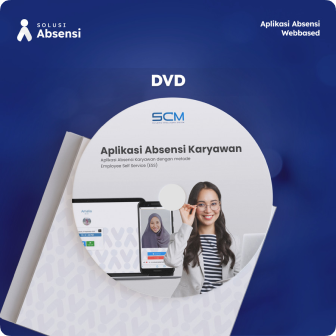 SOLUSI
Absensi
Aplikasi Absensi
Webbased
DVD
SCM
Aplikasi Absensi Karyawan
Aplikasi Absensi Karyawan dengan metode
Employee Self Service (ESS)